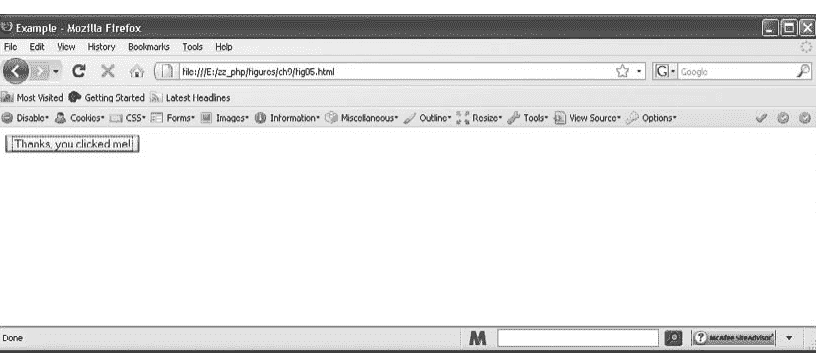 Example - Mozilla Firefox
File Edit View History Bookmarks Tools Help
file:///E:/zz_php/figures/ch9/fig05.html G Google
Most Visited Getting Started Latest Headlines
Disable Cookies CSS Forms Images Information Miscellaneous Outline Resize Tools View Source Options
Thanks, you clicked me!
Done M McAfee SiteAdvisor